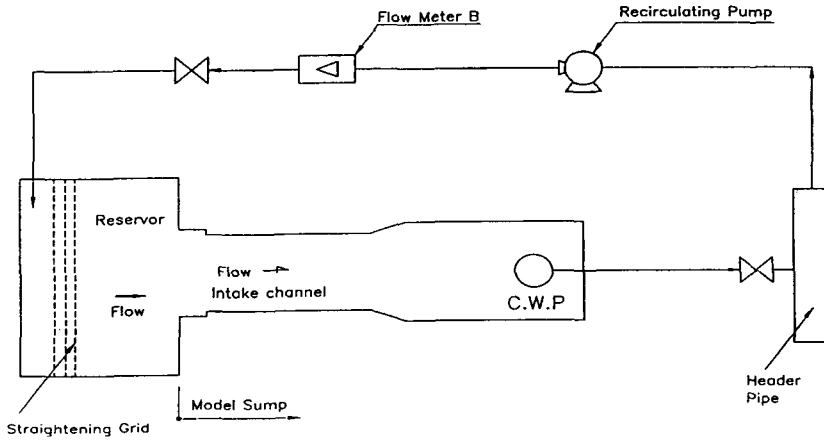 Flow Meter B
Recirculating Pump
Reservor
Flow
Flow
Intake channel
C.W.P
Model Sump
Straightening Grid
Header
Pipe